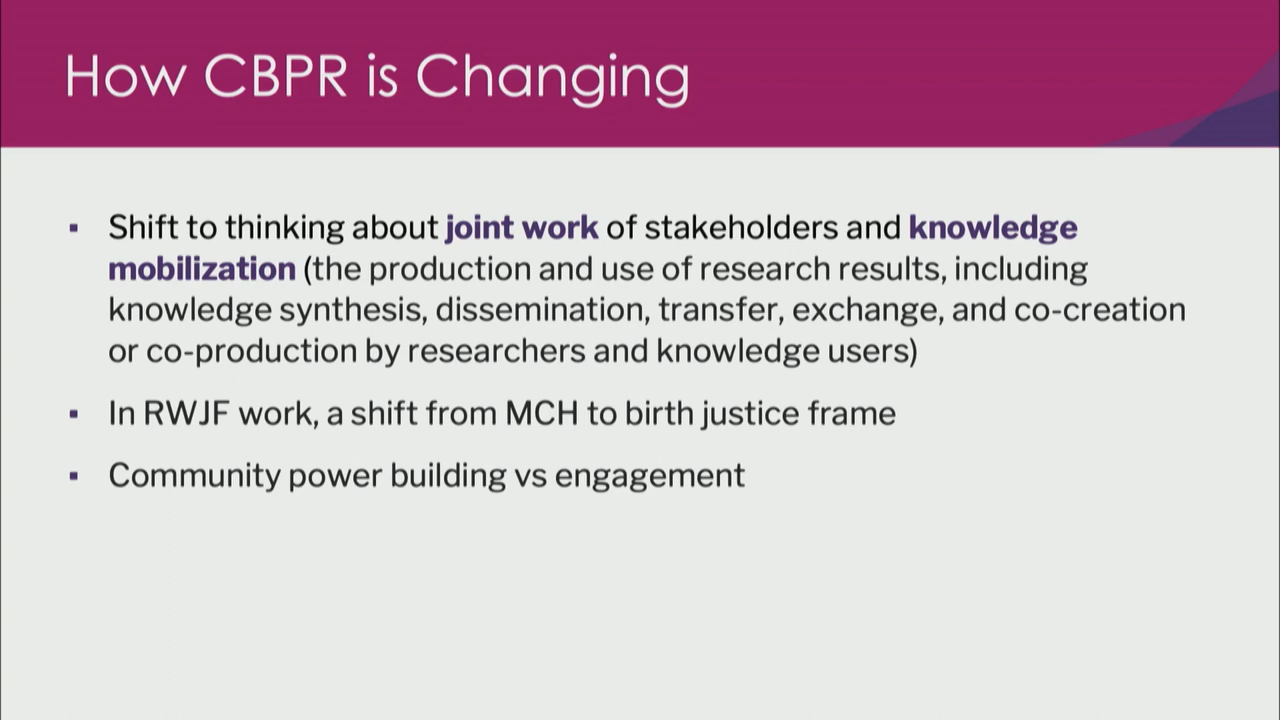 How CBPR is Changing
▪ Shift to thinking about joint work of stakeholders and knowledge
mobilization (the production and use of research results, including
knowledge synthesis, dissemination, transfer, exchange, and co-creation
or co-production by researchers and knowledge users)
▪ In RWJF work, a shift from MCH to birth justice frame
▪ Community power building vs engagement